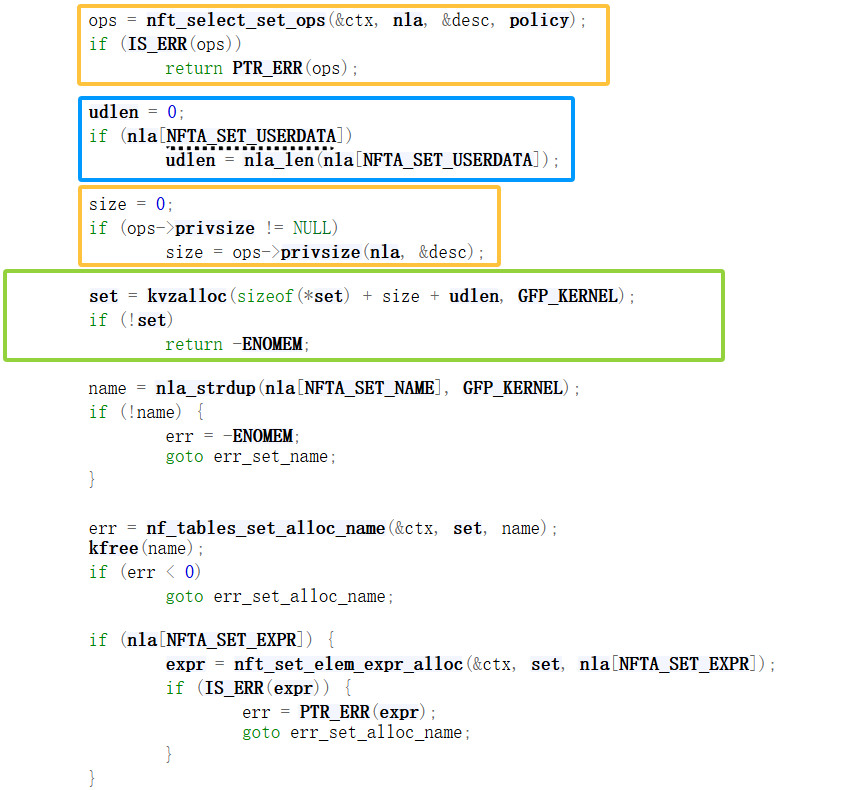 ops = nft_select_set_ops(&ctx, nla, &desc, policy);
if (IS_ERR(ops))
return PTR_ERR(ops);
udlen = 0;
if (nla[NFTA_SET_USERDATA])
udlen = nla_len(nla[NFTA_SET_USERDATA]);
size = 0;
if (ops->privsize != NULL)
size = ops->privsize(nla, &desc);
set = kvzalloc(sizeof(*set) + size + udlen, GFP_KERNEL);
if (!set)
return -ENOMEM;
name = nla_strdup(nla[NFTA_SET_NAME], GFP_KERNEL);
if (!name) {
err = -ENOMEM;
goto err_set_name;
}
err = nf_tables_set_alloc_name(&ctx, set, name);
kfree(name);
if (err < 0)
goto err_set_alloc_name;
if (nla[NFTA_SET_EXPR]) {
expr = nft_set_elem_expr_alloc(&ctx, set, nla[NFTA_SET_EXPR]);
if (IS_ERR(expr)) {
err = PTR_ERR(expr);
goto err_set_alloc_name;
}
}